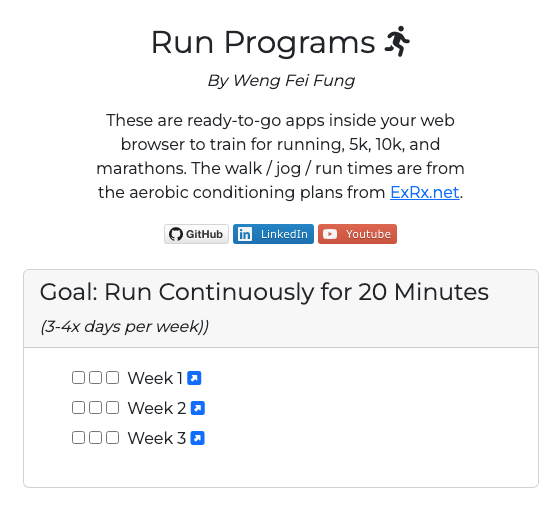 Run Programs
By Weng Fei Fung
These are ready-to-go apps inside your web
browser to train for running, 5k, 10k, and
marathons. The walk / jog / run times are from
the aerobic conditioning plans from ExRx.net.
GitHub LinkedIn Youtube
Goal: Run Continuously for 20 Minutes
(3-4x days per week))
Week 1
Week 2
Week 3